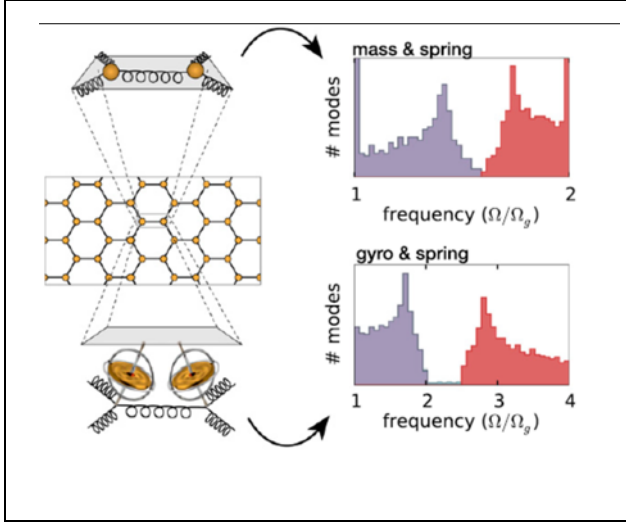 mass & spring
# modes
1 2
frequency (Ω/Ω_g)
gyro & spring
# modes
1 2 3 4
frequency (Ω/Ω_g)